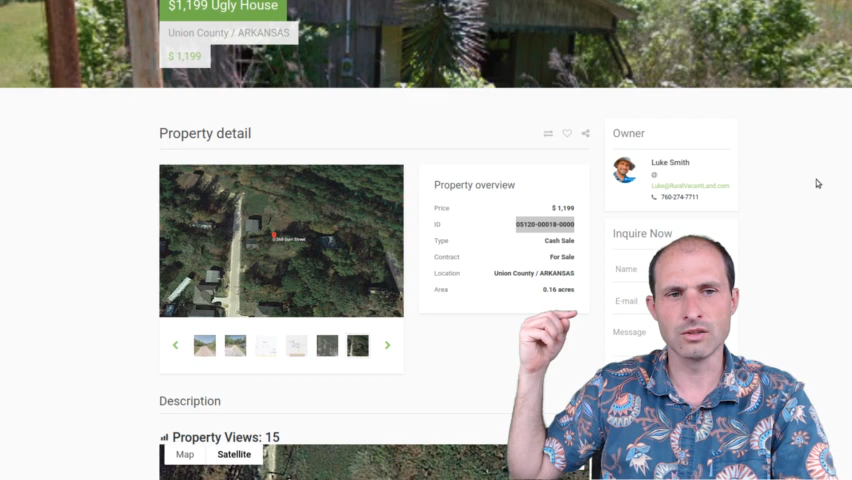 $1,199 Ugly House
Union County / ARKANSAS
$ 1,199
Property detail
Owner
Luke Smith
@
Luke@RuralVacantLand.com
760-274-7711
Property overview
Price $ 1,199
ID 05120-00018-0000
Type Cash Sale
Contract For Sale
Location Union County / ARKANSAS
Area 0.16 acres
Inquire Now
Name
E-mail
Message
Description
Property Views: 15
Map Satellite